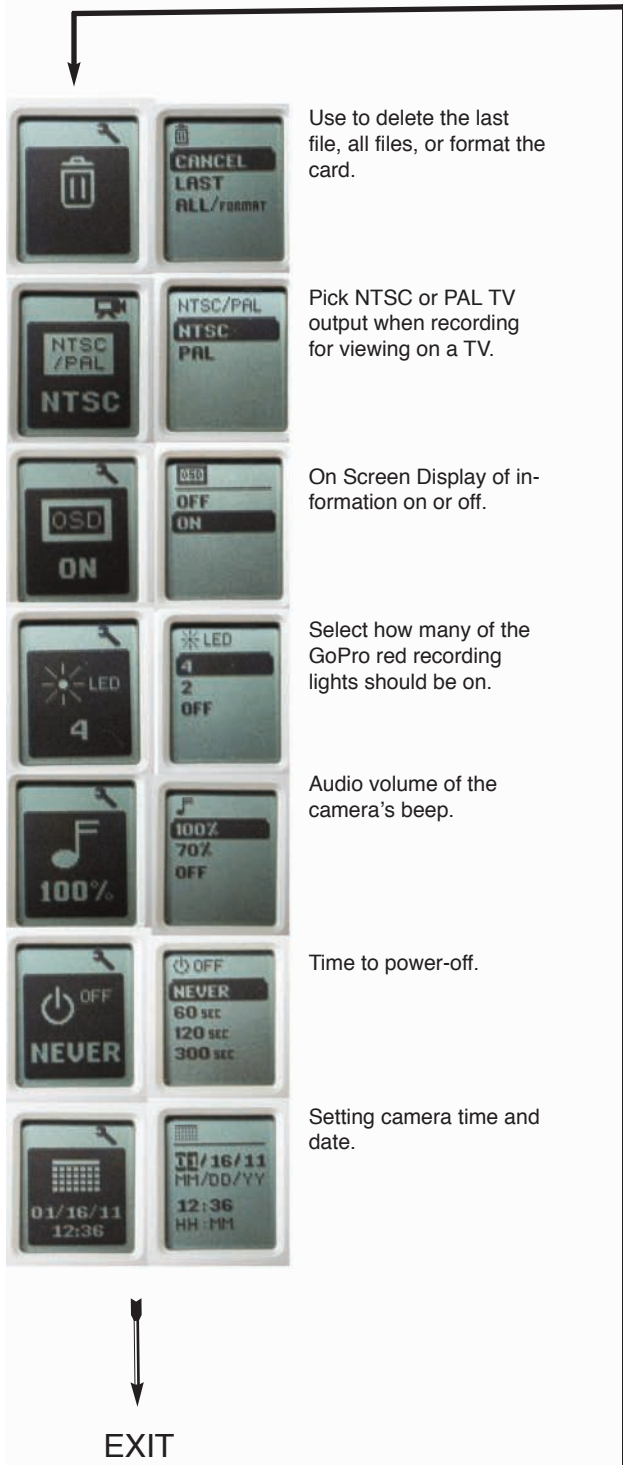 CANCEL
LAST
ALL/FORMAT
Use to delete the last
file, all files, or format the
card.
NTSC
/PAL
NTSC
NTSC/PAL
NTSC
PAL
Pick NTSC or PAL TV
output when recording
for viewing on a TV.
OSD
ON
OSD
OFF
ON
On Screen Display of in-
formation on or off.
LED
4
LED
4
2
OFF
Select how many of the
GoPro red recording
lights should be on.
100%
100%
70%
OFF
Audio volume of the
camera's beep.
OFF
NEVER
OFF
NEVER
60 SEC
120 SEC
300 SEC
Time to power-off.
01/16/11
12:36
/16/11
MM/DD/YY
12:36
HH:MM
Setting camera time and
date.
EXIT